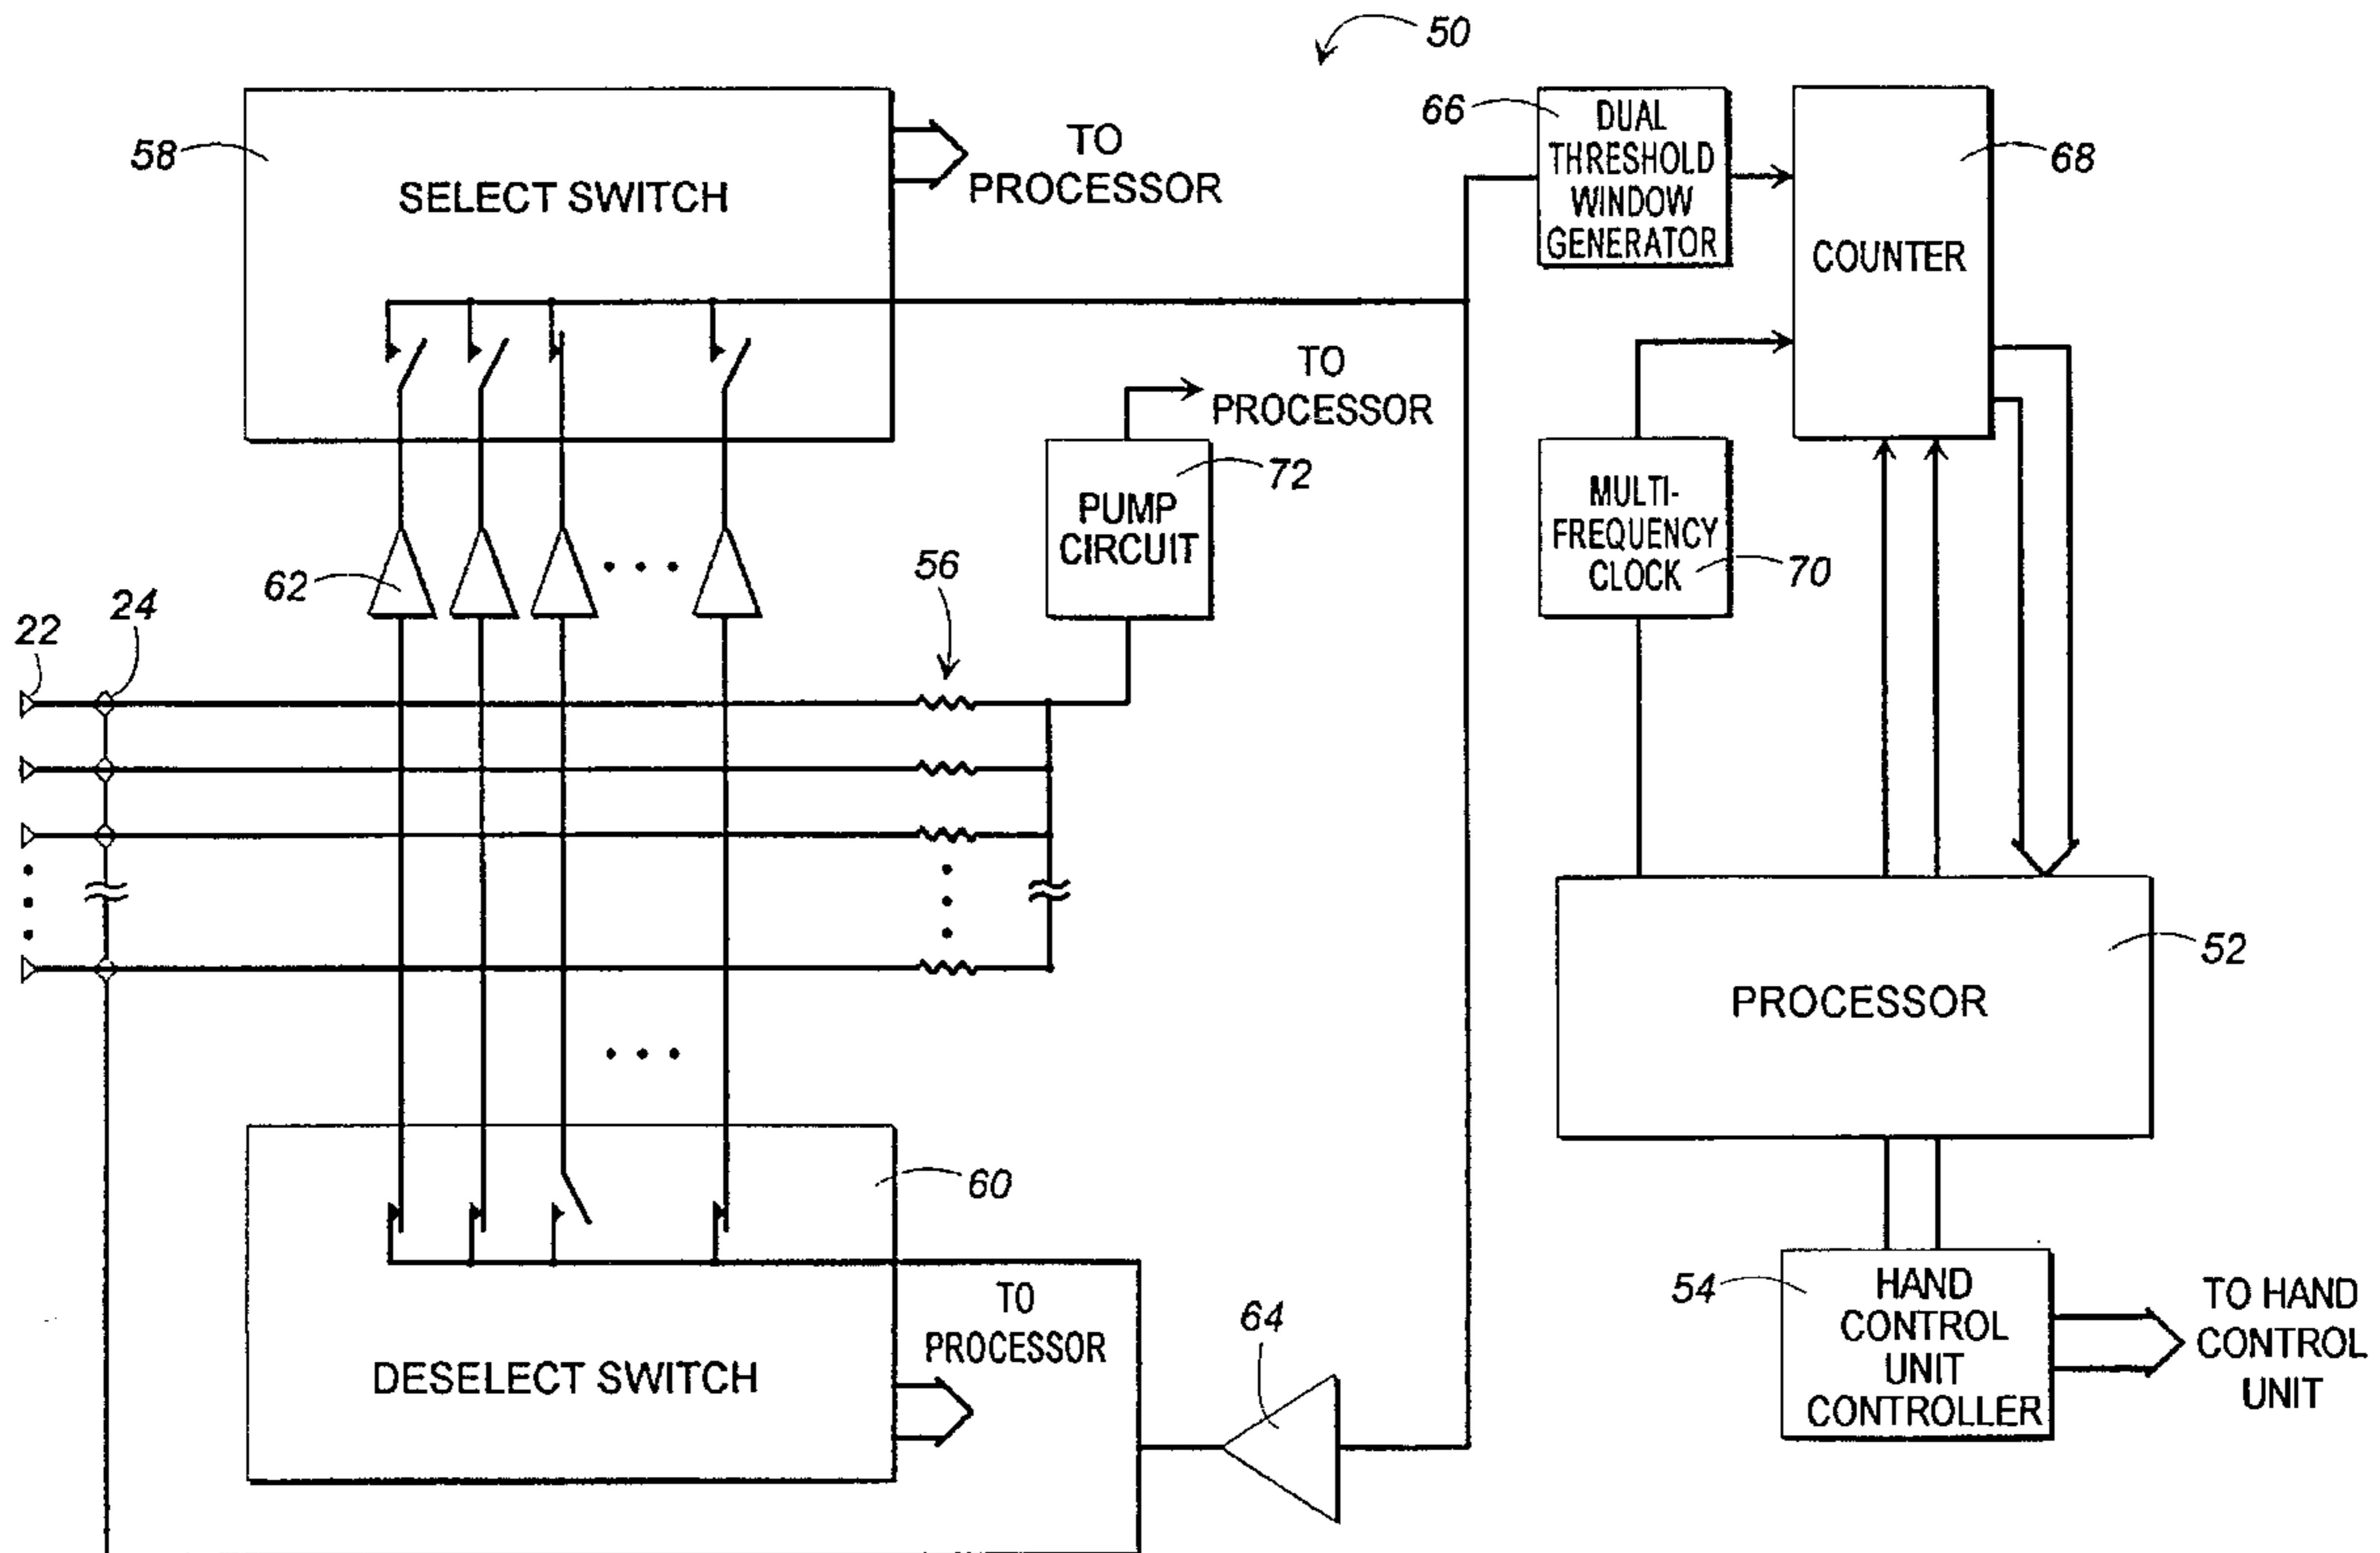 50
58
SELECT SWITCH
TO
PROCESSOR
66
DUAL
THRESHOLD
WINDOW
GENERATOR
COUNTER
68
TO
PROCESSOR
PUMP
CIRCUIT
72
MULTI-
FREQUENCY
CLOCK
70
62
56
22
24
PROCESSOR
52
60
DESELECT SWITCH
TO
PROCESSOR
64
54
HAND
CONTROL
UNIT
CONTROLLER
TO HAND
CONTROL
UNIT